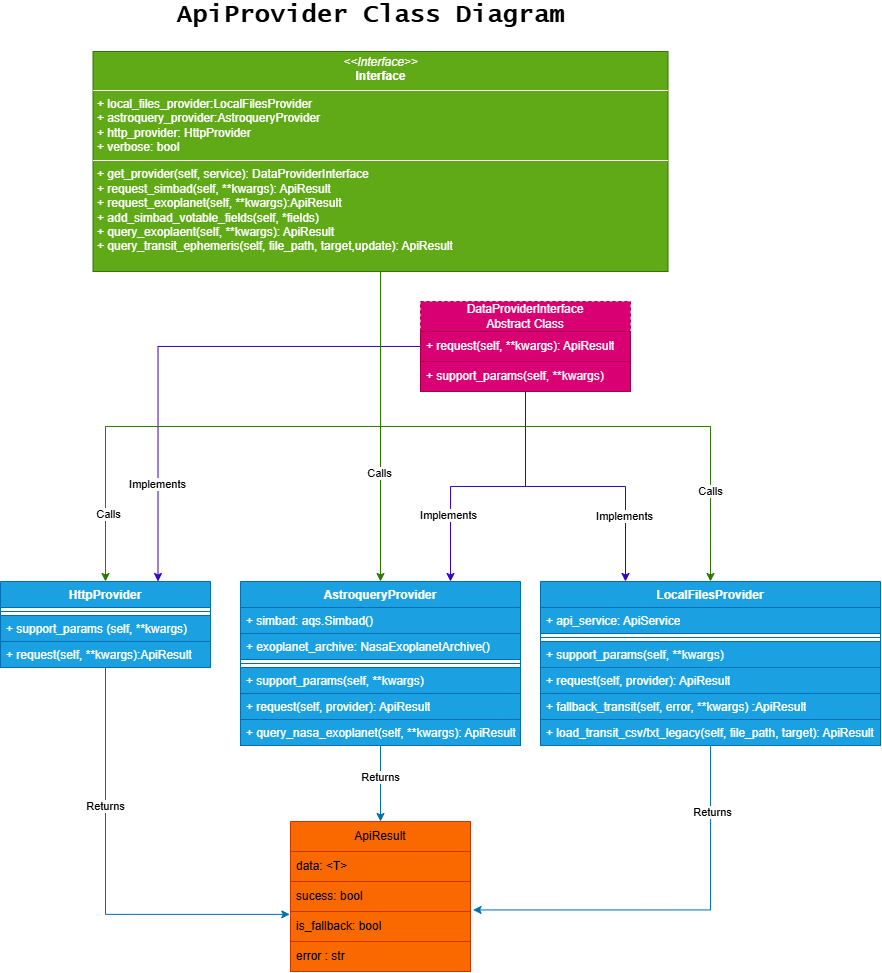 ApiProvider Class Diagram
<<Interface>>
Interface
+ local_files_provider:LocalFilesProvider
+ astroquery_provider:AstroqueryProvider
+ http_provider: HttpProvider
+ verbose: bool
+ get_provider(self, service): DataProviderInterface
+ request_simbad(self, **kwargs): ApiResult
+ request_exoplanet(self, **kwargs):ApiResult
+ add_simbad_votable_fields(self, *fields)
+ query_exoplaent(self, **kwargs): ApiResult
+ query_transit_ephemeris(self, file_path, target,update): ApiResult
DataProviderInterface
Abstract Class
+ request(self, **kwargs): ApiResult
+ support_params(self, **kwargs)
Calls
Implements
Calls
Implements
Implements
Calls
HttpProvider
+ support_params (self, **kwargs)
+ request(self, **kwargs):ApiResult
AstroqueryProvider
+ simbad: aqs.Simbad()
+ exoplanet_archive: NasaExoplanetArchive()
+ support_params(self, **kwargs)
+ request(self, provider): ApiResult
+ query_nasa_exoplanet(self, **kwargs): ApiResult
LocalFilesProvider
+ api_service: ApiService
+ support_params(self, **kwargs)
+ request(self, provider): ApiResult
+ fallback_transit(self, error, **kwargs) :ApiResult
+ load_transit_csv/txt_legacy(self, file_path, target): ApiResult
Returns
Returns
Returns
ApiResult
data: <T>
sucess: bool
is_fallback: bool
error : str